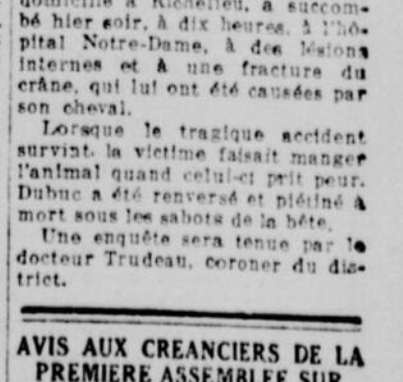 domicile à Richelieu, a succom-
bé hier soir, à dix heures, à l'hô-
pital Notre-Dame, à des lésions
internes et à une fracture du
crâne, qui lui ont été causées par
son cheval.
Lorsque le tragique accident
survint, la victime faisait manger
l'animal quand celui-ci prit peur.
Dubuc a été renversé et piétiné à
mort sous les sabots de la bête.
Une enquête sera tenue par le
docteur Trudeau, coroner du dis-
trict.
AVIS AUX CREANCIERS DE LA
PREMIERE ASSEMBLEE SUR